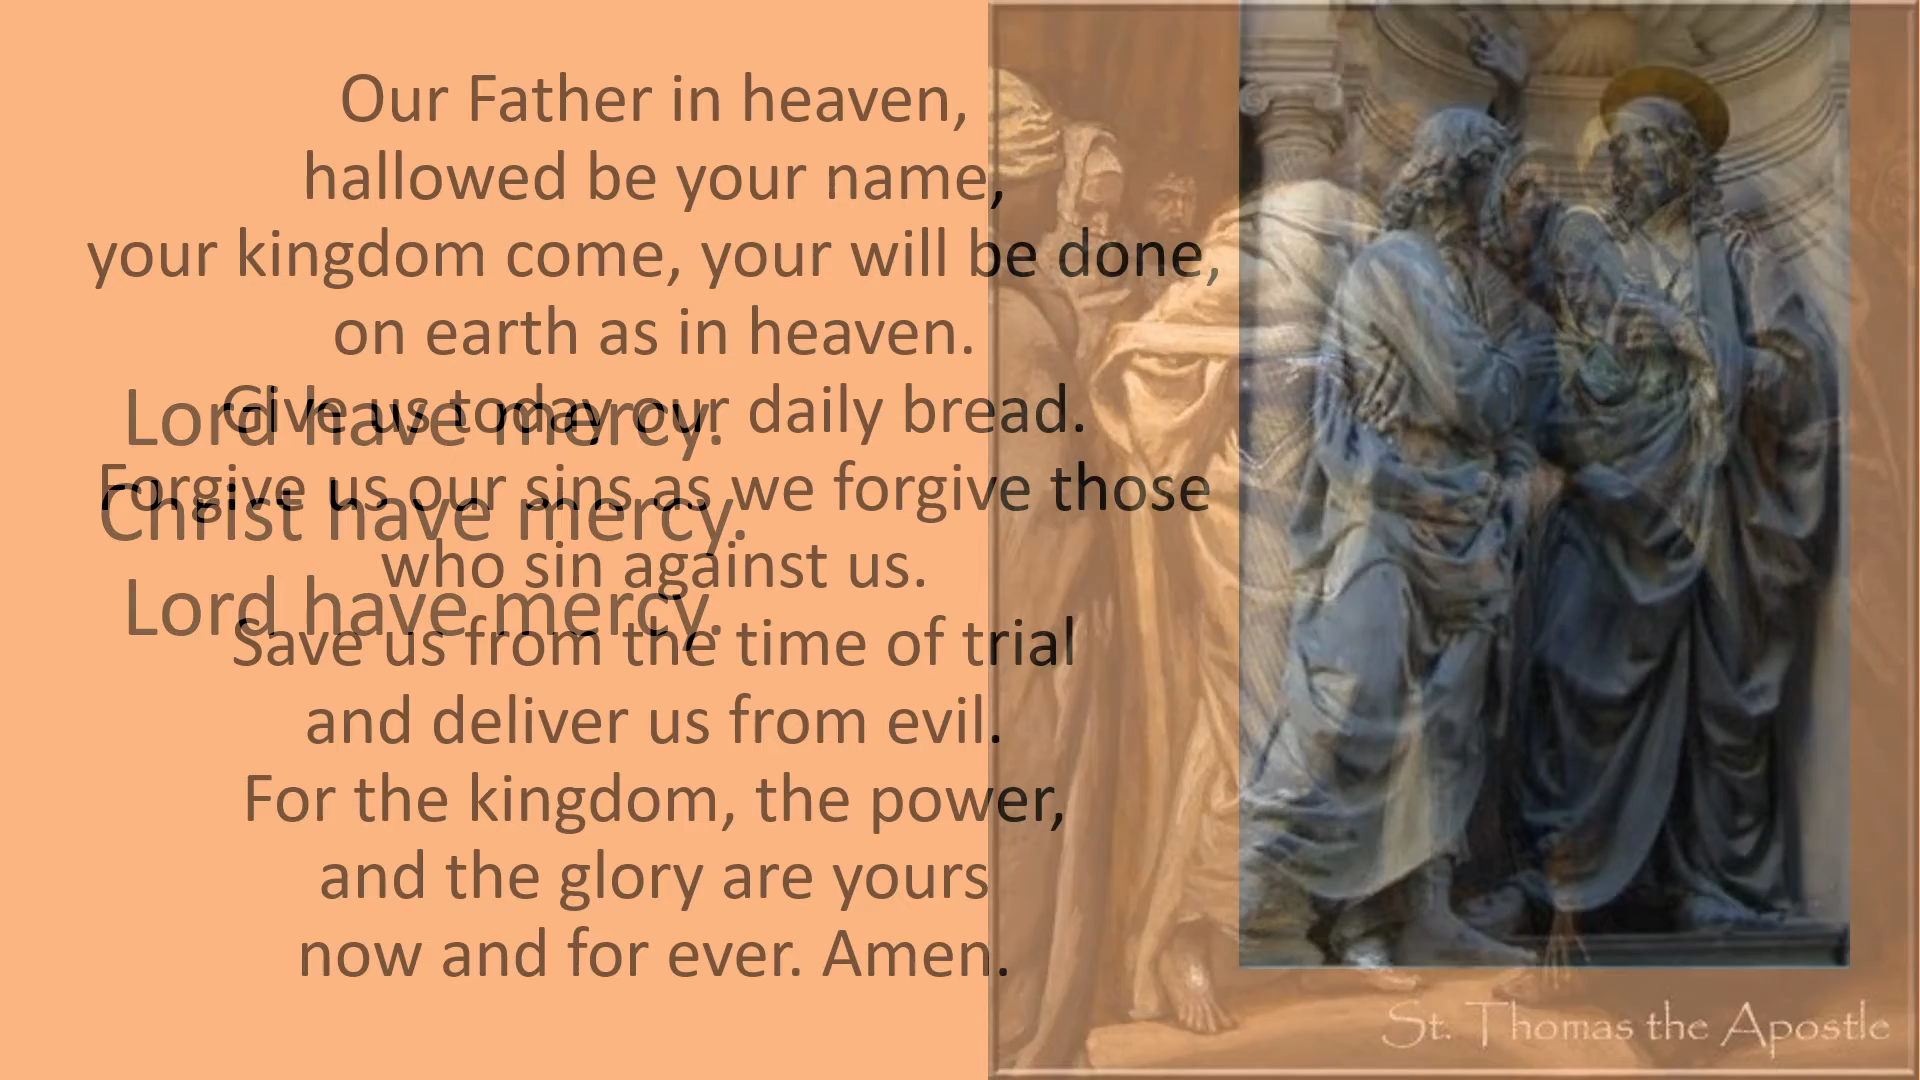 Our Father in heaven,
hallowed be your name,
your kingdom come, your will be done,
on earth as in heaven.
Give us today our daily bread.
Forgive us our sins as we forgive those
who sin against us.
Save us from the time of trial
and deliver us from evil.
For the kingdom, the power,
and the glory are yours
now and for ever. Amen.
Lord have mercy.
Christ have mercy.
Lord have mercy.
St. Thomas the Apostle